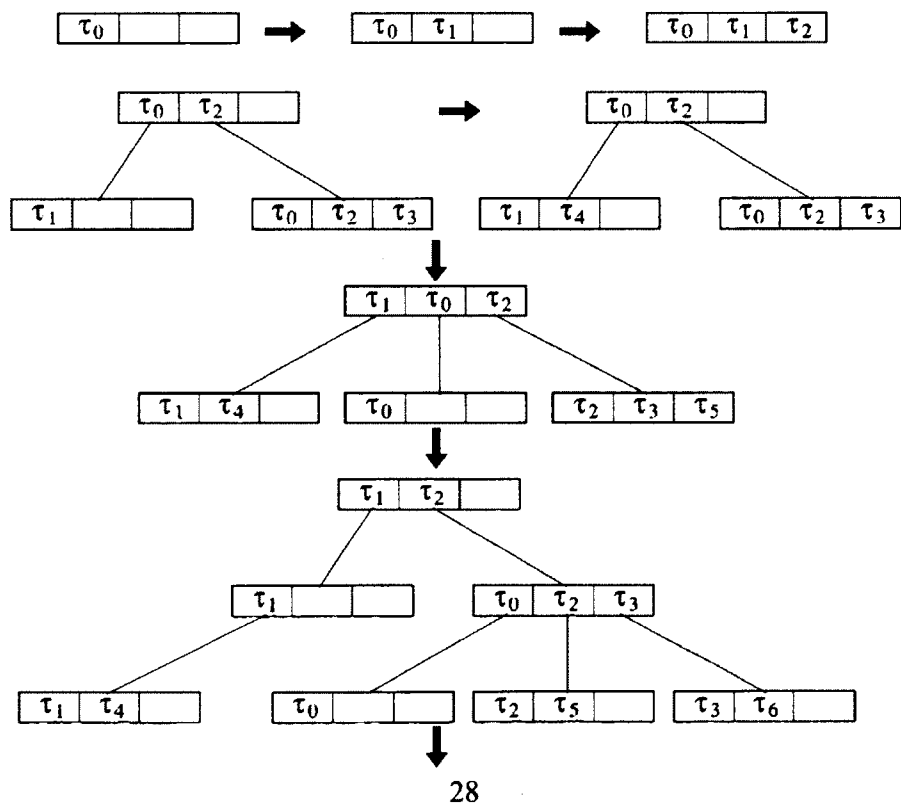 τ₀ τ₀ τ₁ τ₀ τ₁ τ₂
τ₀ τ₂ τ₀ τ₂
τ₁ τ₀ τ₂ τ₃ τ₁ τ₄ τ₀ τ₂ τ₃
τ₁ τ₀ τ₂
τ₁ τ₄ τ₀ τ₂ τ₃ τ₅
τ₁ τ₂
τ₁ τ₀ τ₂ τ₃
τ₁ τ₄ τ₀ τ₂ τ₅ τ₃ τ₆
28